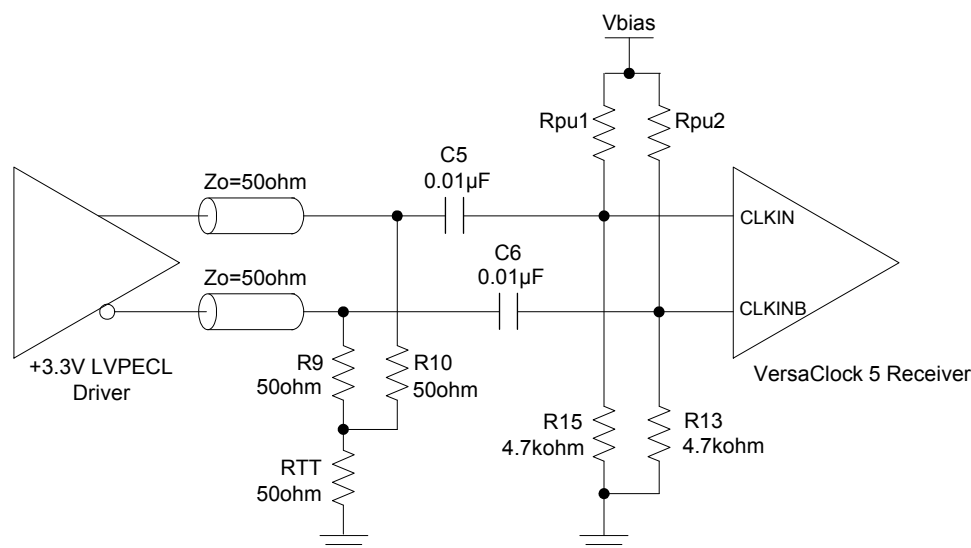 Vbias
Rpu1
Rpu2
C5
0.01µF
Zo=50ohm
CLKIN
C6
0.01µF
Zo=50ohm
CLKINB
+3.3V LVPECL
Driver
R9
50ohm
R10
50ohm
VersaClock 5 Receiver
R15
4.7kohm
R13
4.7kohm
RTT
50ohm